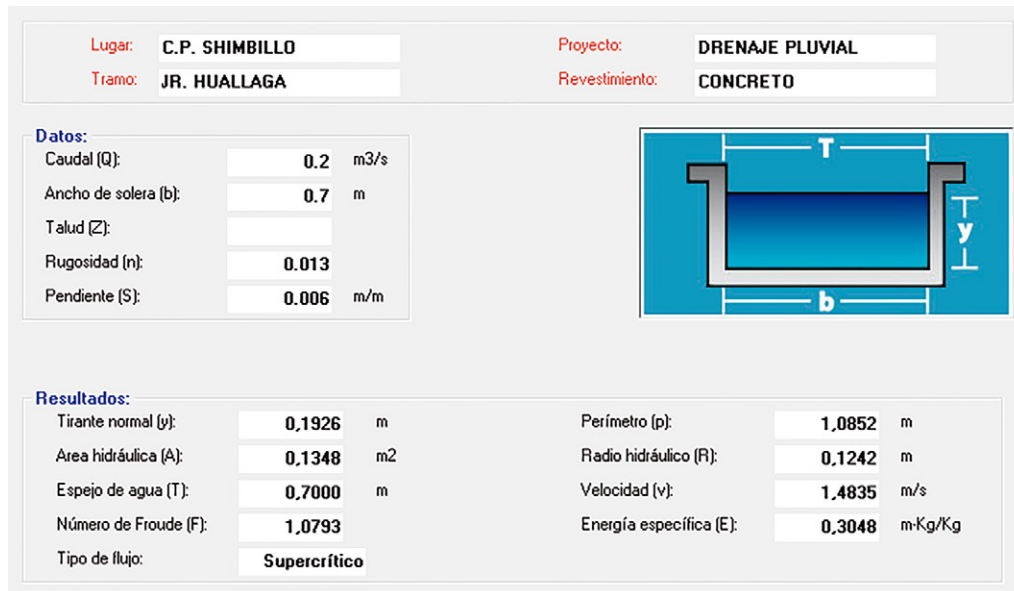 Lugar: C.P. SHIMBILLO Proyecto: DRENAJE PLUVIAL
Tramo: JR. HUALLAGA Revestimiento: CONCRETO
Datos:
Caudal (Q): 0.2 m3/s
Ancho de solera (b): 0.7 m
Talud (Z):
Rugosidad (n): 0.013
Pendiente (S): 0.006 m/m
T
y
b
Resultados:
Tirante normal (y): 0,1926 m Perímetro (p): 1,0852 m
Area hidráulica (A): 0,1348 m2 Radio hidráulico (R): 0,1242 m
Espejo de agua (T): 0,7000 m Velocidad (v): 1,4835 m/s
Número de Froude (F): 1,0793 Energía específica (E): 0,3048 m-Kg/Kg
Tipo de flujo: Supercrítico